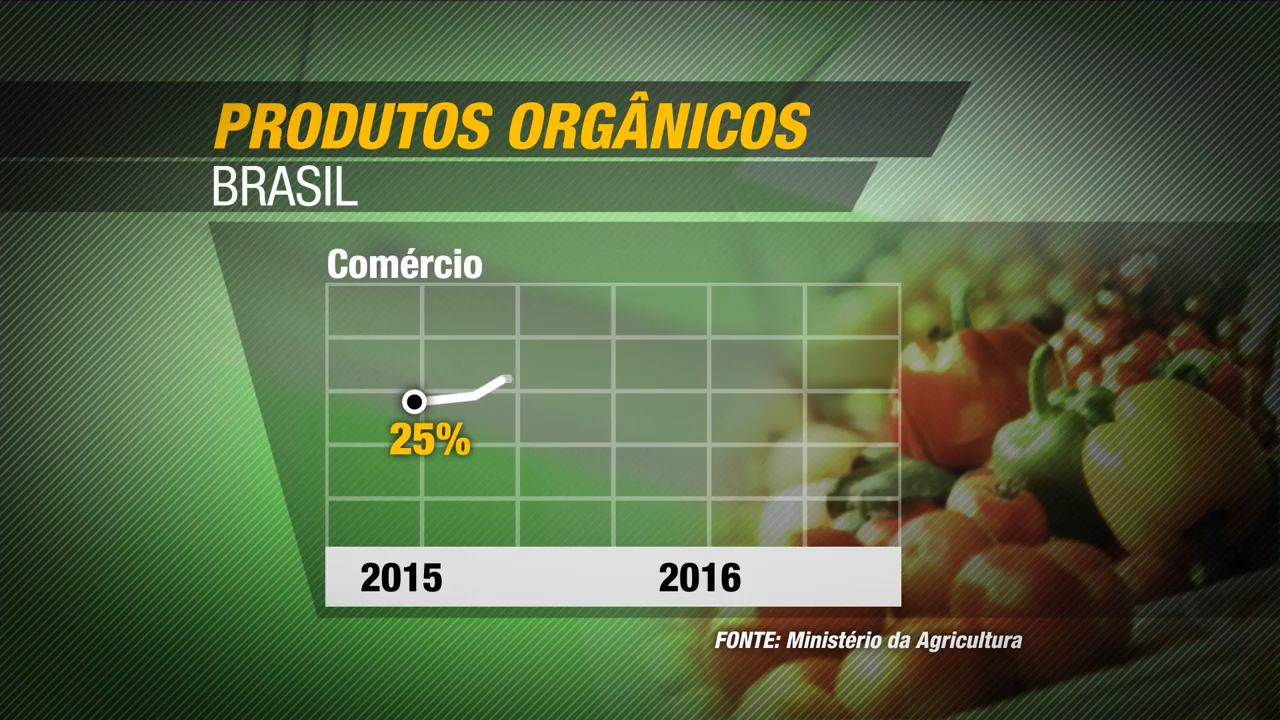 PRODUTOS ORGÂNICOS
BRASIL
Comércio
25%
2015 2016
FONTE: Ministério da Agricultura